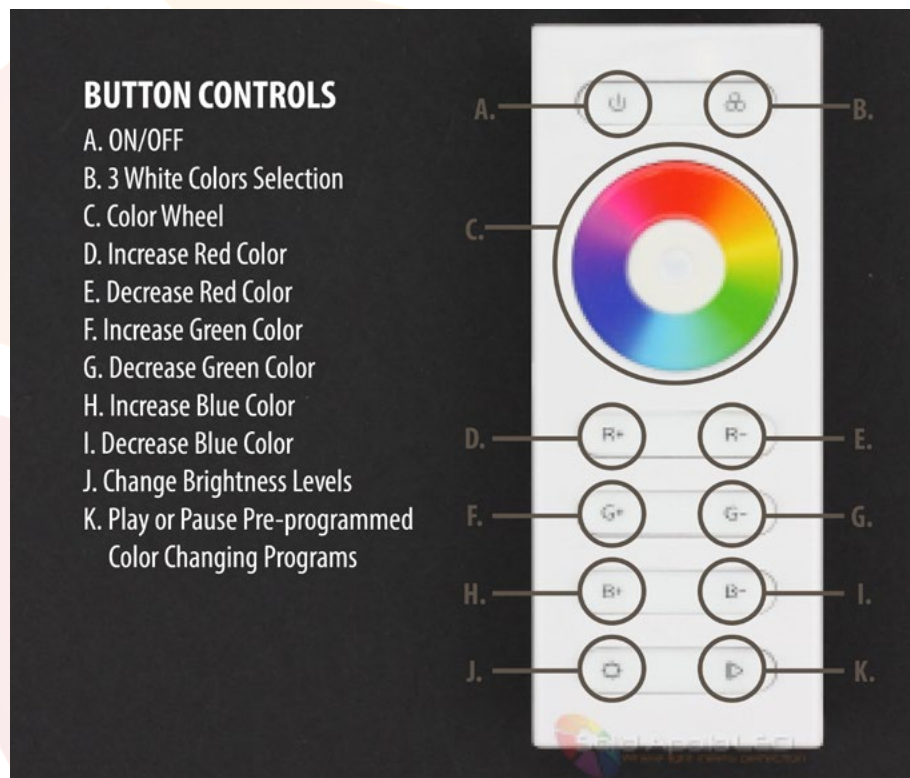 BUTTON CONTROLS
A. ON/OFF
B. 3 White Colors Selection
C. Color Wheel
D. Increase Red Color
E. Decrease Red Color
F. Increase Green Color
G. Decrease Green Color
H. Increase Blue Color
I. Decrease Blue Color
J. Change Brightness Levels
K. Play or Pause Pre-programmed
Color Changing Programs
A.
B.
C.
D.
R+
R-
E.
F.
G+
G-
G.
H.
B+
B-
I.
J.
K.